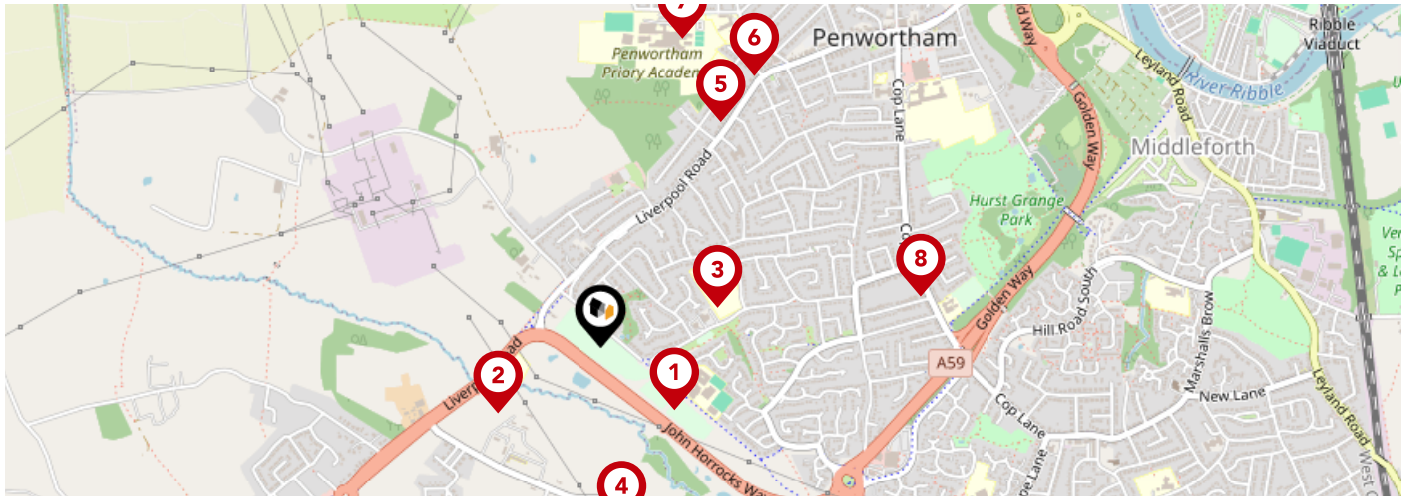 7
6
Penwortham
Penwortham
Priory Academ
5
Liverpool Road
Cop Lane
Golden Way
Leyland Road
River Ribble
Ribble
Viaduct
Middleforth
Hurst Grange
Park
3
8
Golden Way
Hill Road South
Marshalls Brow
A59
New Lane
Cop Lane
Leyland Road
2
1
John Horrocks Way
4